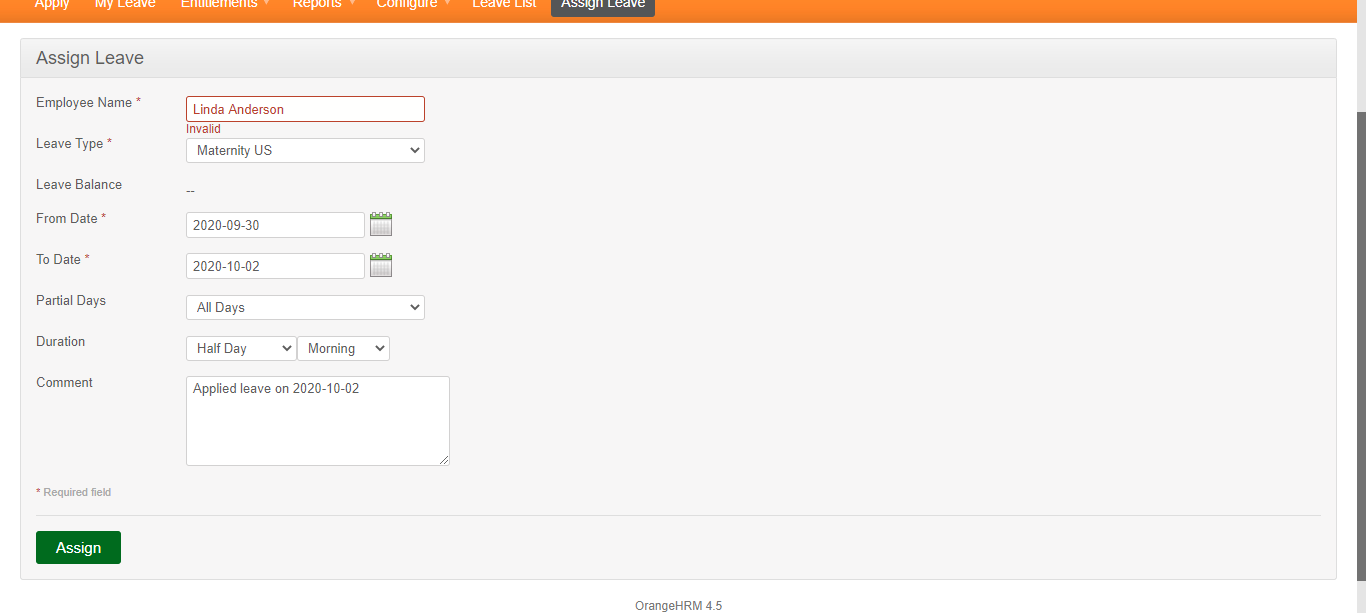 Apply My Leave Entitlements Reports Configure Leave List Assign Leave
Assign Leave
Employee Name * Linda Anderson
Invalid
Leave Type * Maternity US
Leave Balance --
From Date * 2020-09-30
To Date * 2020-10-02
Partial Days All Days
Duration Half Day Morning
Comment Applied leave on 2020-10-02
* Required field
Assign
OrangeHRM 4.5